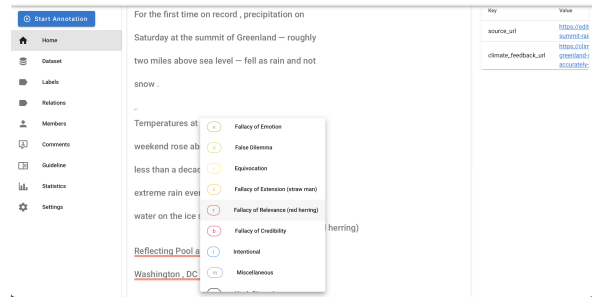 Start Annotation
Home
Dataset
Labels
Relations
Members
Comments
Guideline
Statistics
Settings
For the first time on record , precipitation on
Saturday at the summit of Greenland — roughly
two miles above sea level — fell as rain and not
snow .
Temperatures at
weekend rose ab
less than a decad
extreme rain ever
water on the ice s
l herring)
Reflecting Pool a
Washington , DC
Fallacy of Emotion
False Dilemma
Equivocation
Fallacy of Extension (straw man)
r Fallacy of Relevance (red herring)
b Fallacy of Credibility
i Intentional
m Miscellaneous
Key Value
source_url https://edit
summit-rai
climate_feedback_url https://clim
greenland-
accurately-